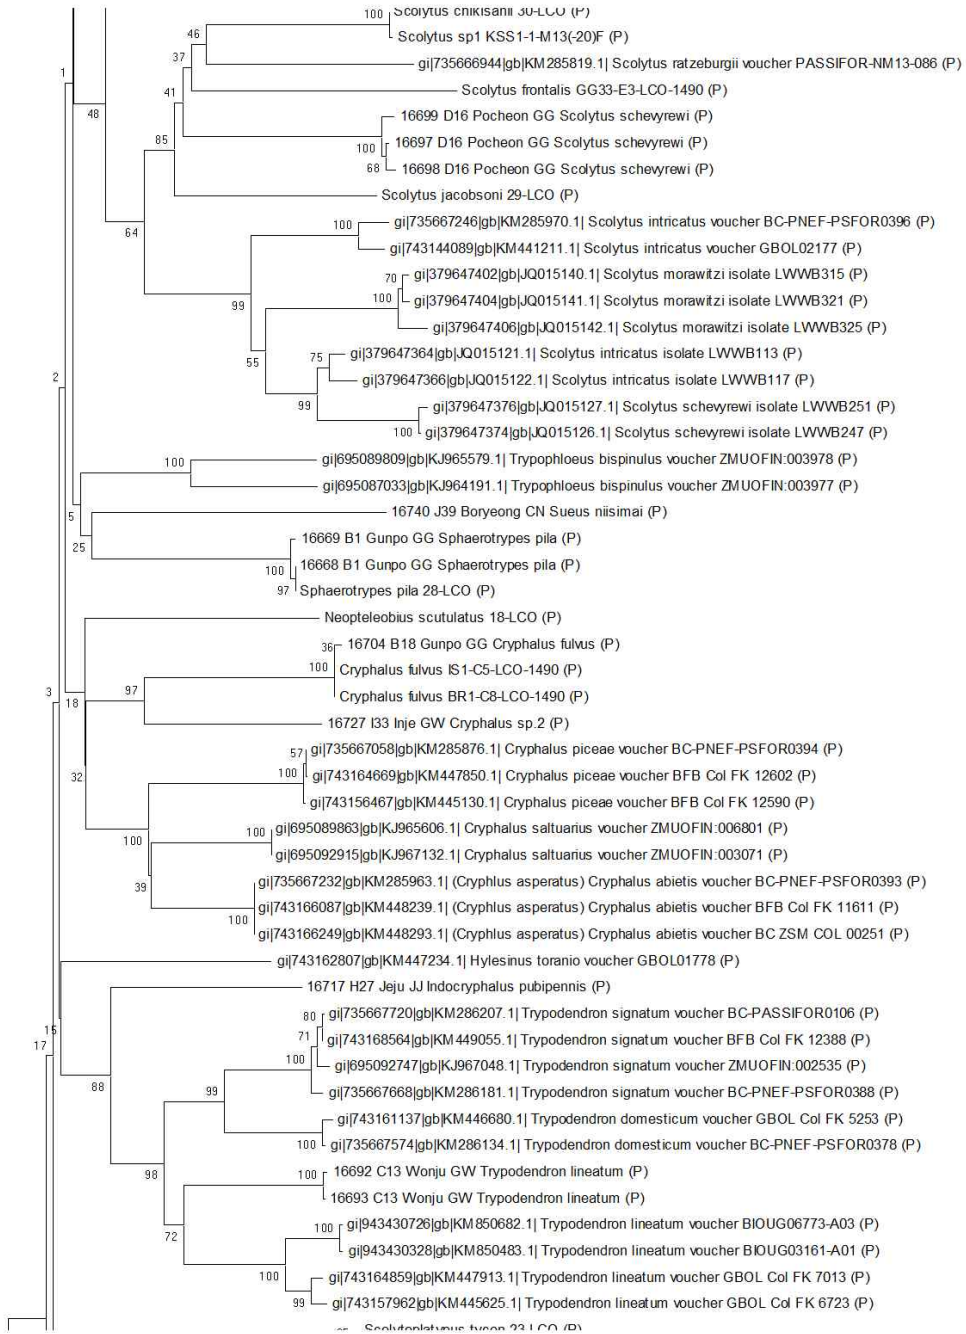 Scolytus chikisanii 30-LCO (P)
100
Scolytus sp1 KSS1-1-M13(-20)F (P)
46
gi|735666944|gb|KM285819.1| Scolytus ratzeburgii voucher PASSIFOR-NM13-086 (P)
37
1
Scolytus frontalis GG33-E3-LCO-1490 (P)
41
48
16699 D16 Pocheon GG Scolytus schevyrewi (P)
85
16697 D16 Pocheon GG Scolytus schevyrewi (P)
100
68
16698 D16 Pocheon GG Scolytus schevyrewi (P)
Scolytus jacobsoni 29-LCO (P)
64
100
gi|735667246|gb|KM285970.1| Scolytus intricatus voucher BC-PNEF-PSFOR0396 (P)
gi|743144089|gb|KM441211.1| Scolytus intricatus voucher GBOL02177 (P)
70
gi|379647402|gb|JQ015140.1| Scolytus morawitzi isolate LWWB315 (P)
100
gi|379647404|gb|JQ015141.1| Scolytus morawitzi isolate LWWB321 (P)
99
gi|379647406|gb|JQ015142.1| Scolytus morawitzi isolate LWWB325 (P)
75
gi|379647364|gb|JQ015121.1| Scolytus intricatus isolate LWWB113 (P)
55
gi|379647366|gb|JQ015122.1| Scolytus intricatus isolate LWWB117 (P)
2
99
gi|379647376|gb|JQ015127.1| Scolytus schevyrewi isolate LWWB251 (P)
100
gi|379647374|gb|JQ015126.1| Scolytus schevyrewi isolate LWWB247 (P)
100
gi|695089809|gb|KJ965579.1| Trypophloeus bispinulus voucher ZMUOFIN:003978 (P)
gi|695087033|gb|KJ964191.1| Trypophloeus bispinulus voucher ZMUOFIN:003977 (P)
5
16740 J39 Boryeong CN Sueus niisimai (P)
25
16669 B1 Gunpo GG Sphaerotrypes pila (P)
100
16668 B1 Gunpo GG Sphaerotrypes pila (P)
97
Sphaerotrypes pila 28-LCO (P)
Neopteleobius scutulatus 18-LCO (P)
36
16704 B18 Gunpo GG Cryphalus fulvus (P)
100
Cryphalus fulvus IS1-C5-LCO-1490 (P)
97
3
Cryphalus fulvus BR1-C8-LCO-1490 (P)
18
16727 I33 Inje GW Cryphalus sp.2 (P)
57
gi|735667058|gb|KM285876.1| Cryphalus piceae voucher BC-PNEF-PSFOR0394 (P)
32
100
gi|743164669|gb|KM447850.1| Cryphalus piceae voucher BFB Col FK 12602 (P)
gi|743156467|gb|KM445130.1| Cryphalus piceae voucher BFB Col FK 12590 (P)
100
gi|695089863|gb|KJ965606.1| Cryphalus saltuarius voucher ZMUOFIN:006801 (P)
100
gi|695092915|gb|KJ967132.1| Cryphalus saltuarius voucher ZMUOFIN:003071 (P)
39
gi|735667232|gb|KM285963.1| (Cryphlus asperatus) Cryphalus abietis voucher BC-PNEF-PSFOR0393 (P)
100
gi|743166087|gb|KM448239.1| (Cryphlus asperatus) Cryphalus abietis voucher BFB Col FK 11611 (P)
gi|743166249|gb|KM448293.1| (Cryphlus asperatus) Cryphalus abietis voucher BC ZSM COL 00251 (P)
gi|743162807|gb|KM447234.1| Hylesinus toranio voucher GBOL01778 (P)
16717 H27 Jeju JJ Indocryphalus pubipennis (P)
80
gi|735667720|gb|KM286207.1| Trypodendron signatum voucher BC-PASSIFOR0106 (P)
15
71
gi|743168564|gb|KM449055.1| Trypodendron signatum voucher BFB Col FK 12388 (P)
17
100
gi|695092747|gb|KJ967048.1| Trypodendron signatum voucher ZMUOFIN:002535 (P)
88
99
gi|735667668|gb|KM286181.1| Trypodendron signatum voucher BC-PNEF-PSFOR0388 (P)
gi|743161137|gb|KM446680.1| Trypodendron domesticum voucher GBOL Col FK 5253 (P)
100
gi|735667574|gb|KM286134.1| Trypodendron domesticum voucher BC-PNEF-PSFOR0378 (P)
98
100
16692 C13 Wonju GW Trypodendron lineatum (P)
16693 C13 Wonju GW Trypodendron lineatum (P)
72
100
gi|943430726|gb|KM850682.1| Trypodendron lineatum voucher BIOUG06773-A03 (P)
gi|943430328|gb|KM850483.1| Trypodendron lineatum voucher BIOUG03161-A01 (P)
100
gi|743164859|gb|KM447913.1| Trypodendron lineatum voucher GBOL Col FK 7013 (P)
99
gi|743157962|gb|KM445625.1| Trypodendron lineatum voucher GBOL Col FK 6723 (P)
Scolytoplatypus tycon 23-LCO (P)